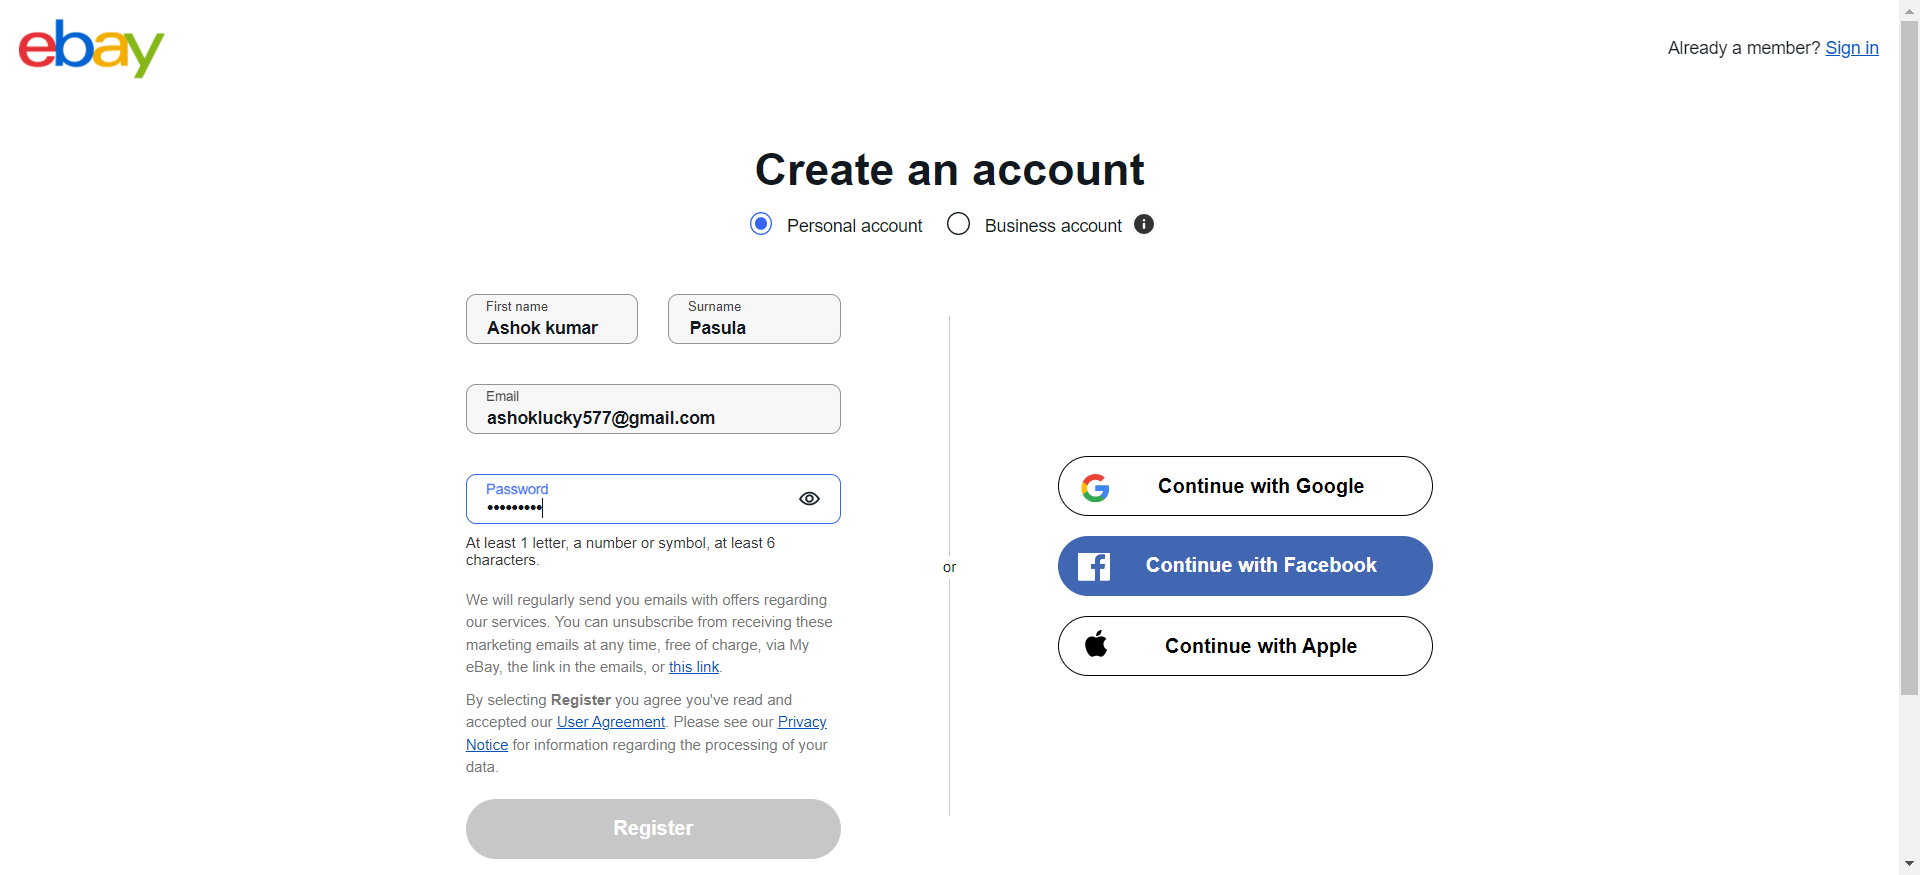 ebay
Already a member? Sign in
Create an account
Personal account
Business account
First name
Ashok kumar
Surname
Pasula
Email
ashoklucky577@gmail.com
Password
•••••••••
At least 1 letter, a number or symbol, at least 6
characters.
We will regularly send you emails with offers regarding
our services. You can unsubscribe from receiving these
marketing emails at any time, free of charge, via My
eBay, the link in the emails, or this link.
By selecting Register you agree you've read and
accepted our User Agreement. Please see our Privacy
Notice for information regarding the processing of your
data.
Register
or
Continue with Google
Continue with Facebook
Continue with Apple